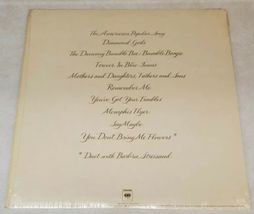 The American Popular Song
Diamond Girls
The Dancing Bumble Bee/Bumble Boogie
Forever In Blue Jeans
Mothers and Daughters, Fathers and Sons
Remember Me
You've Got Your Troubles
Memphis Flyer
Say Maybe
You Don't Bring Me Flowers*
*Duet with Barbra Streisand